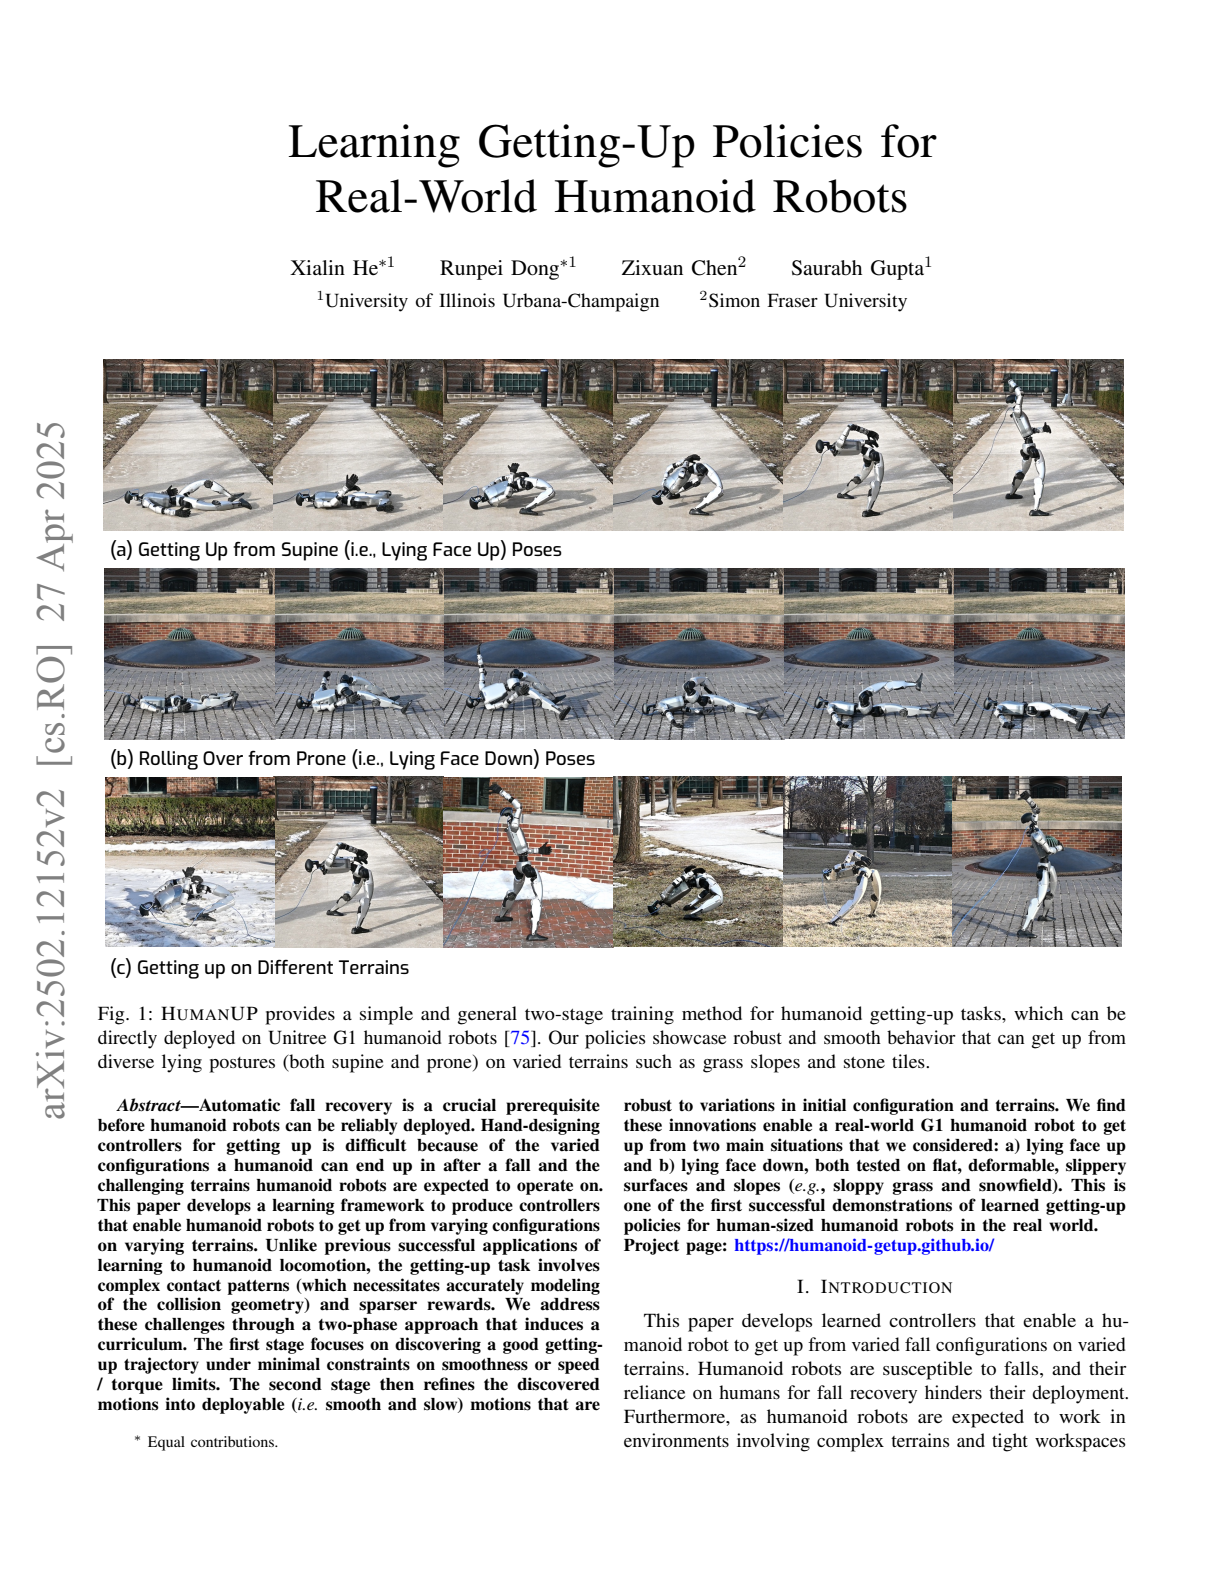 Learning Getting-Up Policies for
Real-World Humanoid Robots
Xialin He*1 Runpei Dong*1 Zixuan Chen2 Saurabh Gupta1
1University of Illinois Urbana-Champaign 2Simon Fraser University
arXiv:2502.12152v2 [cs.RO] 27 Apr 2025
(a) Getting Up from Supine (i.e., Lying Face Up) Poses
(b) Rolling Over from Prone (i.e., Lying Face Down) Poses
(c) Getting up on Different Terrains
Fig. 1: HUMANUP provides a simple and general two-stage training method for humanoid getting-up tasks, which can be
directly deployed on Unitree G1 humanoid robots [75]. Our policies showcase robust and smooth behavior that can get up from
diverse lying postures (both supine and prone) on varied terrains such as grass slopes and stone tiles.
Abstract—Automatic fall recovery is a crucial prerequisite
before humanoid robots can be reliably deployed. Hand-designing
controllers for getting up is difficult because of the varied
configurations a humanoid can end up in after a fall and the
challenging terrains humanoid robots are expected to operate on.
This paper develops a learning framework to produce controllers
that enable humanoid robots to get up from varying configurations
on varying terrains. Unlike previous successful applications of
learning to humanoid locomotion, the getting-up task involves
complex contact patterns (which necessitates accurately modeling
of the collision geometry) and sparser rewards. We address
these challenges through a two-phase approach that induces a
curriculum. The first stage focuses on discovering a good getting-
up trajectory under minimal constraints on smoothness or speed
/ torque limits. The second stage then refines the discovered
motions into deployable (i.e. smooth and slow) motions that are
* Equal contributions.
robust to variations in initial configuration and terrains. We find
these innovations enable a real-world G1 humanoid robot to get
up from two main situations that we considered: a) lying face up
and b) lying face down, both tested on flat, deformable, slippery
surfaces and slopes (e.g., sloppy grass and snowfield). This is
one of the first successful demonstrations of learned getting-up
policies for human-sized humanoid robots in the real world.
Project page: https://humanoid-getup.github.io/
I. INTRODUCTION
This paper develops learned controllers that enable a hu-
manoid robot to get up from varied fall configurations on varied
terrains. Humanoid robots are susceptible to falls, and their
reliance on humans for fall recovery hinders their deployment.
Furthermore, as humanoid robots are expected to work in
environments involving complex terrains and tight workspaces